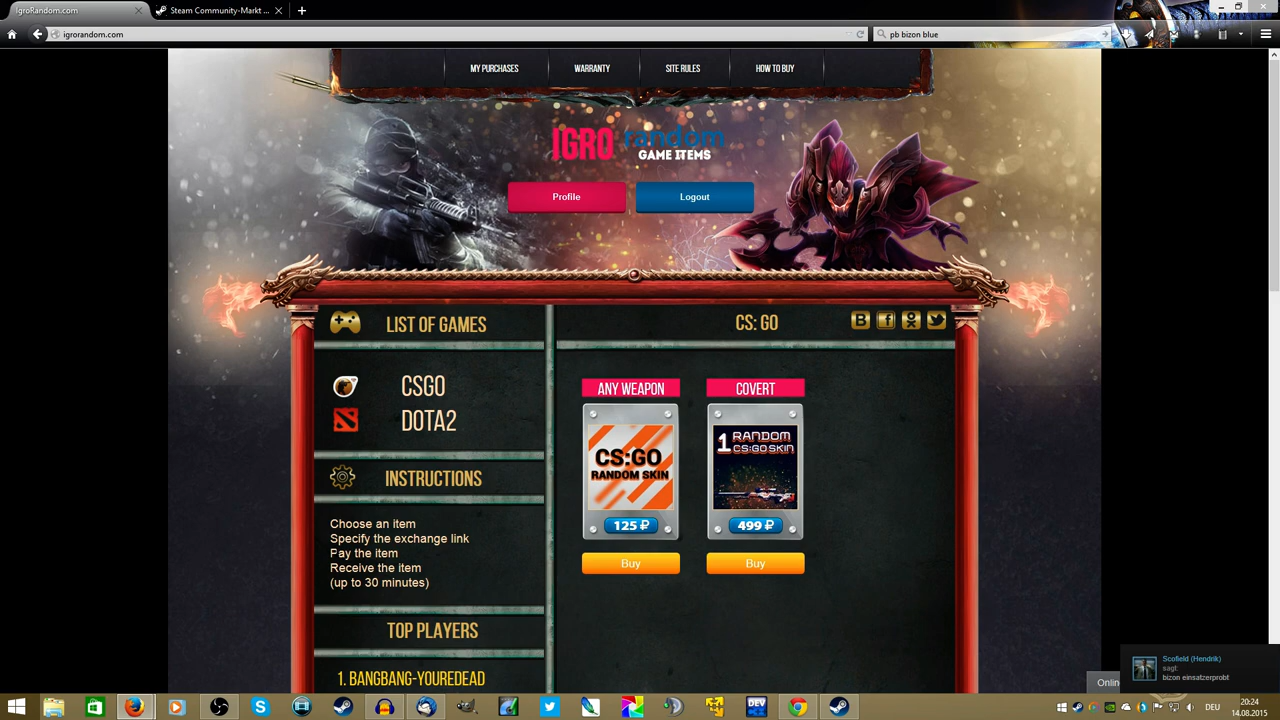 IgroRandom.com
Steam Community-Markt ...
igrorandom.com
pb bizon blue
MY PURCHASES
WARRANTY
SITE RULES
HOW TO BUY
IGRO random
GAME ITEMS
Profile
Logout
LIST OF GAMES
CS: GO
CSGO
DOTA2
INSTRUCTIONS
Choose an item
Specify the exchange link
Pay the item
Receive the item
(up to 30 minutes)
TOP PLAYERS
1. BANGBANG-YOUREDEAD
ANY WEAPON
CS:GO
RANDOM SKIN
125 ₽
Buy
COVERT
1 RANDOM
CS:GO SKIN
499 ₽
Buy
Scofield (Hendrik)
sagt:
bizon einsatzerprobt
Onlin
DEV
DEU
20:24
14.08.2015